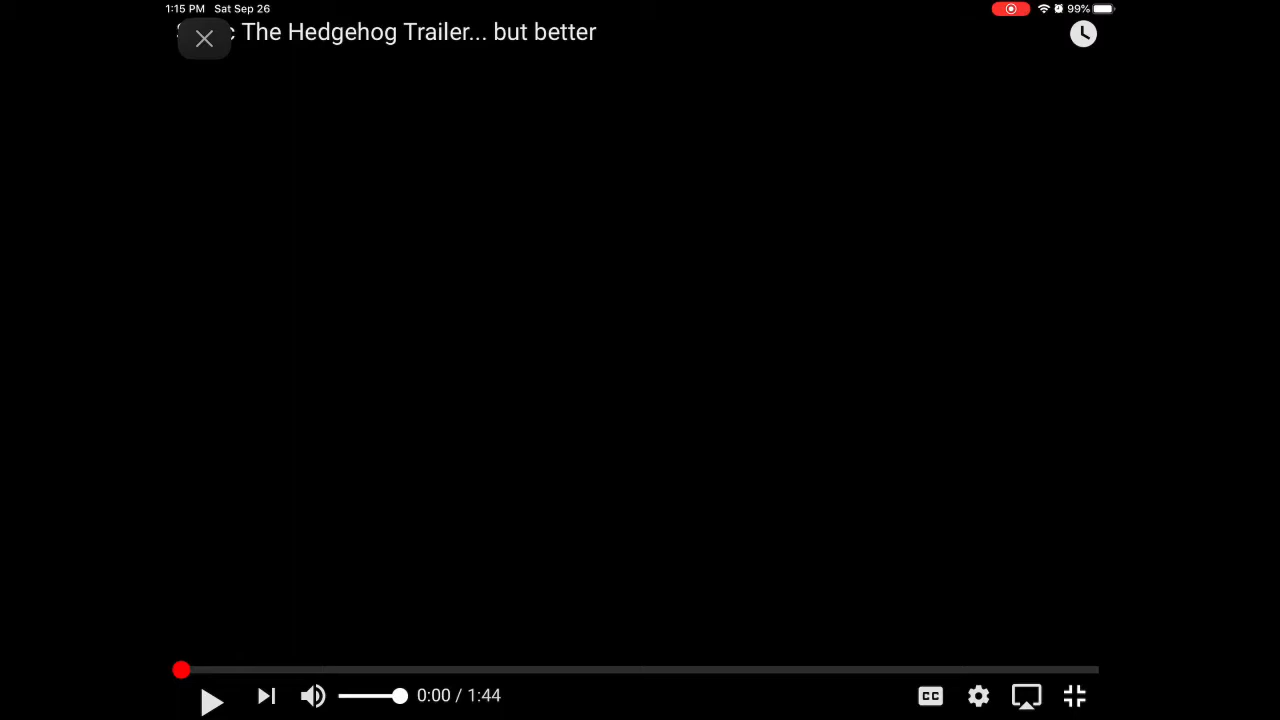 1:15 PM Sat Sep 26 99%
The Hedgehog Trailer... but better
0:00 / 1:44
CC